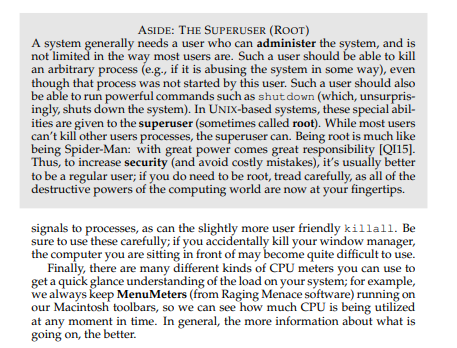 ASIDE: THE SUPERUSER (ROOT)
A system generally needs a user who can administer the system, and is
not limited in the way most users are. Such a user should be able to kill
an arbitrary process (e.g., if it is abusing the system in some way), even
though that process was not started by this user. Such a user should also
be able to run powerful commands such as shutdown (which, unsurpris-
ingly, shuts down the system). In UNIX-based systems, these special abil-
ities are given to the superuser (sometimes called root). While most users
can't kill other users processes, the superuser can. Being root is much like
being Spider-Man: with great power comes great responsibility [QI15].
Thus, to increase security (and avoid costly mistakes), it's usually better
to be a regular user; if you do need to be root, tread carefully, as all of the
destructive powers of the computing world are now at your fingertips.
signals to processes, as can the slightly more user friendly killall. Be
sure to use these carefully; if you accidentally kill your window manager,
the computer you are sitting in front of may become quite difficult to use.
Finally, there are many different kinds of CPU meters you can use to
get a quick glance understanding of the load on your system; for example,
we always keep MenuMeters (from Raging Menace software) running on
our Macintosh toolbars, so we can see how much CPU is being utilized
at any moment in time. In general, the more information about what is
going on, the better.